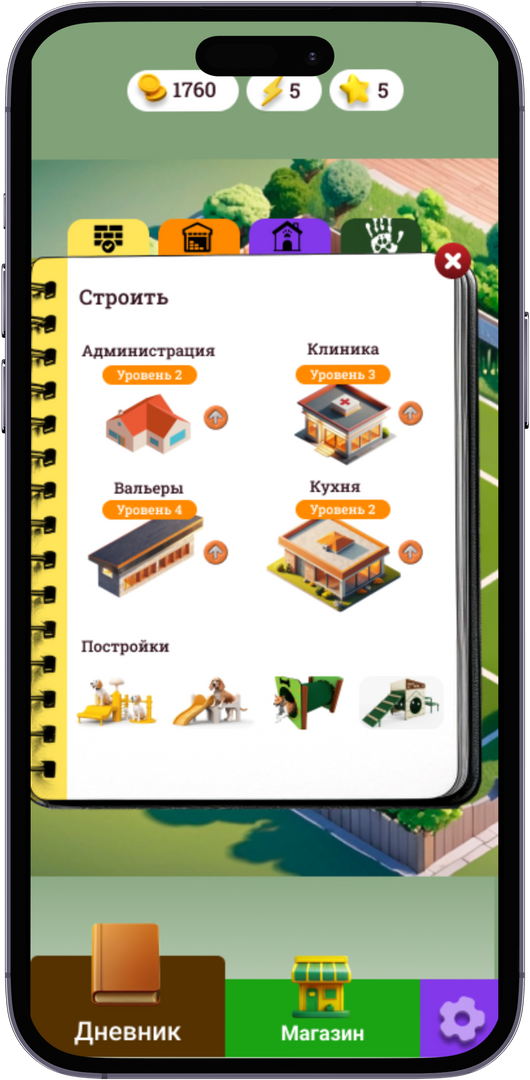 1760
5
5
Строить
Администрация
Клиника
Уровень 2
Уровень 3
Вальеры
Кухня
Уровень 4
Уровень 2
Постройки
Дневник
Магазин